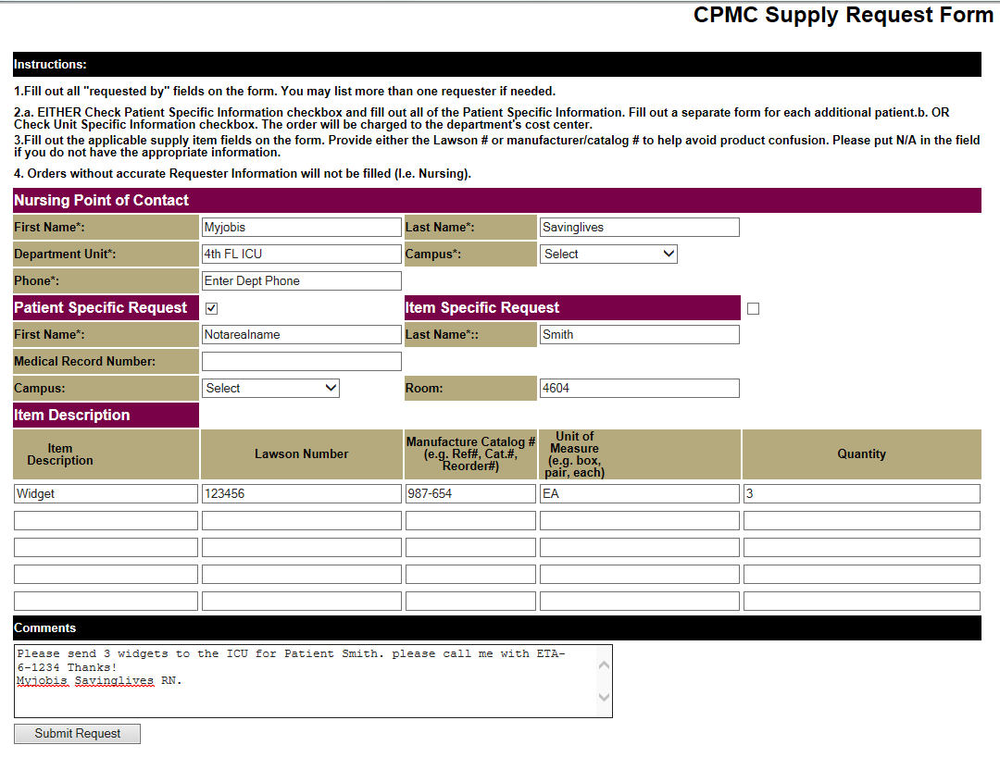 CPMC Supply Request Form
Instructions:
1.Fill out all "requested by" fields on the form. You may list more than one requester if needed.
2.a. EITHER Check Patient Specific Information checkbox and fill out all of the Patient Specific Information. Fill out a separate form for each additional patient.b. OR
Check Unit Specific Information checkbox. The order will be charged to the department's cost center.
3.Fill out the applicable supply item fields on the form. Provide either the Lawson # or manufacturer/catalog # to help avoid product confusion. Please put N/A in the field
if you do not have the appropriate information.
4. Orders without accurate Requester Information will not be filled (I.e. Nursing).
Nursing Point of Contact
First Name*: Myjobis Last Name*: Savinglives
Department Unit*: 4th FL ICU Campus*: Select
Phone*: Enter Dept Phone
Patient Specific Request Item Specific Request
First Name*: Notarealname Last Name*:: Smith
Medical Record Number:
Campus: Select Room: 4604
Item Description
Item
Description
Lawson Number
Manufacture Catalog #
(e.g. Ref#, Cat.#,
Reorder#)
Unit of
Measure
(e.g. box,
pair, each)
Quantity
Widget 123456 987-654 EA 3
Comments
Please send 3 widgets to the ICU for Patient Smith. please call me with ETA-
6-1234 Thanks!
Myjobis Savinglives RN.
Submit Request